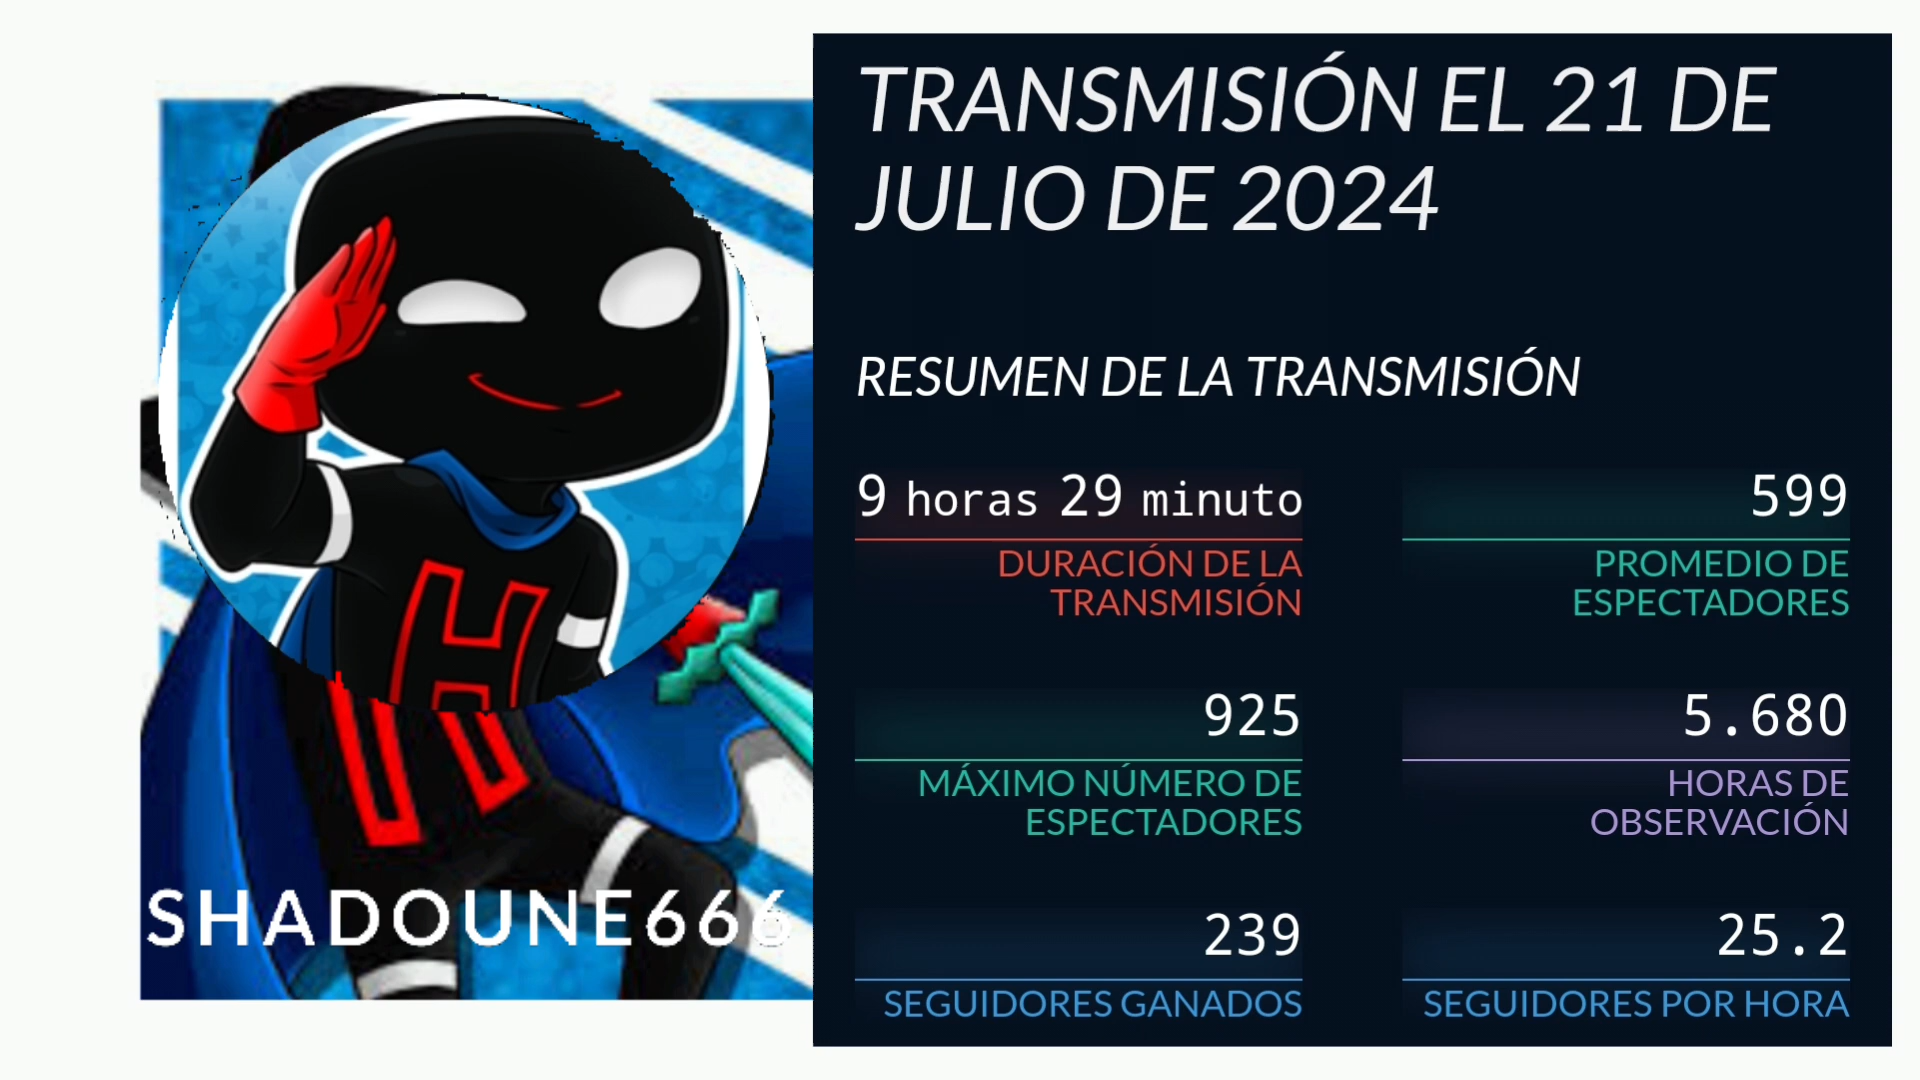 TRANSMISIÓN EL 21 DE
JULIO DE 2024
RESUMEN DE LA TRANSMISIÓN
9 horas 29 minuto
DURACIÓN DE LA
TRANSMISIÓN
599
PROMEDIO DE
ESPECTADORES
925
MÁXIMO NÚMERO DE
ESPECTADORES
5.680
HORAS DE
OBSERVACIÓN
239
SEGUIDORES GANADOS
25.2
SEGUIDORES POR HORA
H
SHADOUNE666